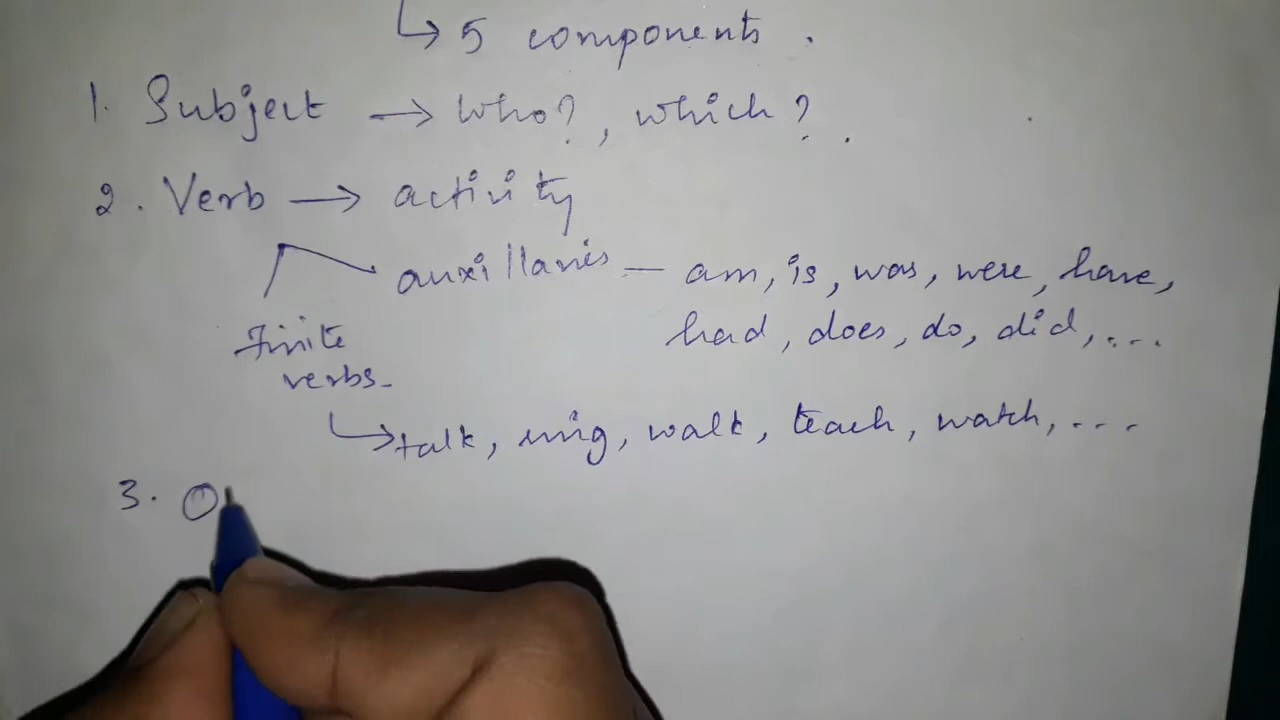 ↳ 5 components .
1. Subject → Who?, which? .
2. Verb → activity
auxillaries — am, is, was, were, have,
had, does, do, did, ....
Finite
verbs.
↳ talk, sing, walk, teach, watch, ...
3. O